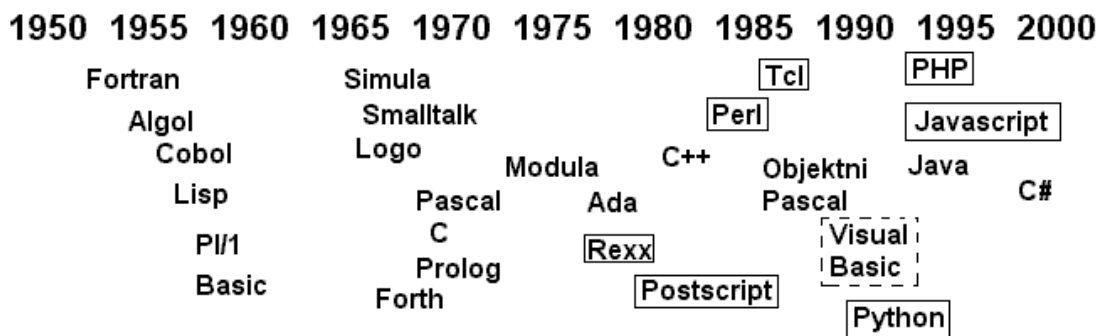 1950 1955 1960 1965 1970 1975 1980 1985 1990 1995 2000
Fortran Simula Tcl PHP
Algol Smalltalk Perl Javascript
Cobol Logo Modula C++ Objektni Java
Lisp Pascal Ada Pascal C#
Pl/1 C Rexx Visual
Basic Prolog Basic
Forth Postscript Python